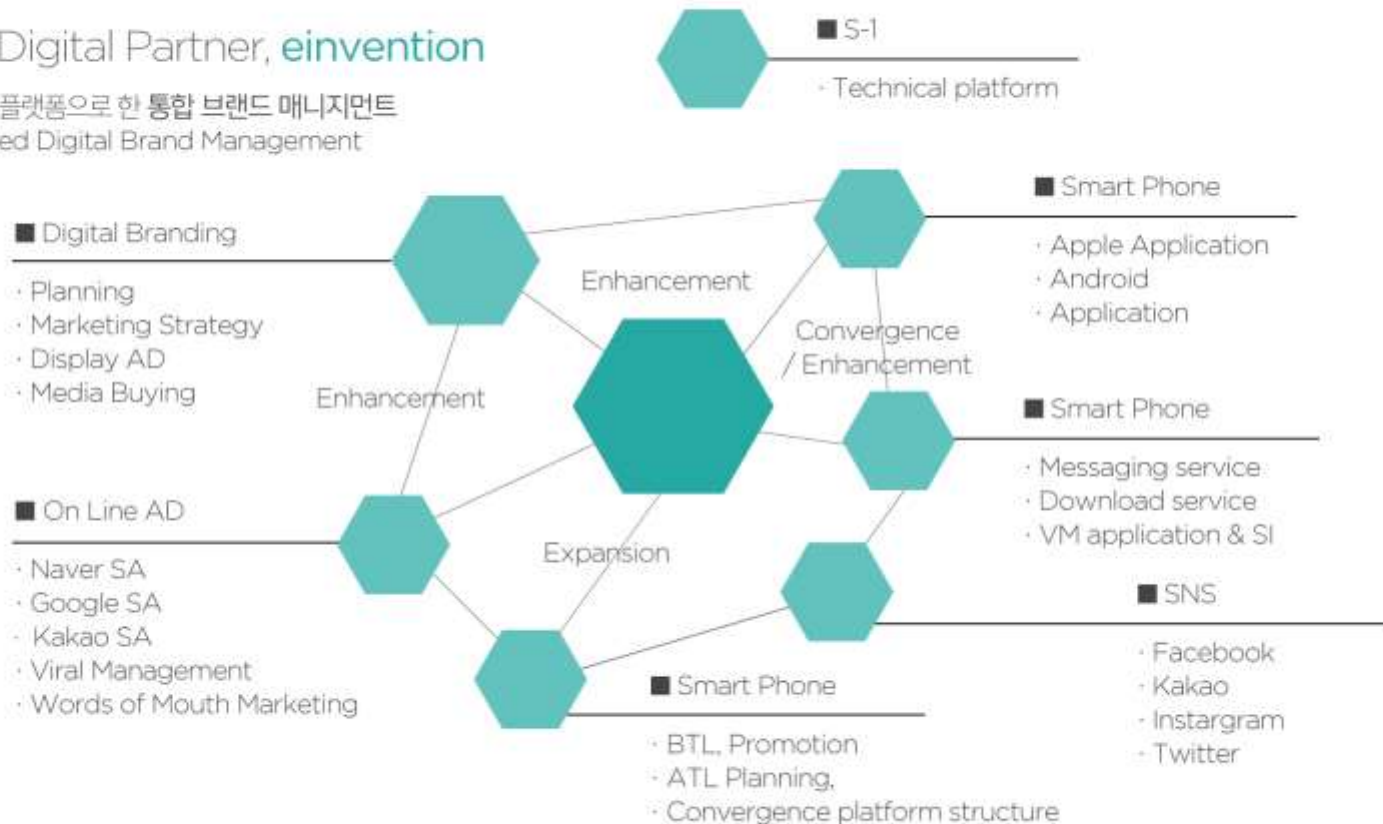 Digital Partner, einvention
플랫폼으로 한 통합 브랜드 매니지먼트
ed Digital Brand Management
■ S-1
· Technical platform
■ Digital Branding
· Planning
· Marketing Strategy
· Display AD
· Media Buying
■ Smart Phone
· Apple Application
· Android
· Application
Enhancement
Convergence
/ Enhancement
Enhancement
■ Smart Phone
· Messaging service
· Download service
· VM application & SI
■ On Line AD
· Naver SA
· Google SA
· Kakao SA
· Viral Management
· Words of Mouth Marketing
Expansion
■ SNS
· Facebook
· Kakao
· Instargram
· Twitter
■ Smart Phone
· BTL, Promotion
· ATL Planning,
· Convergence platform structure